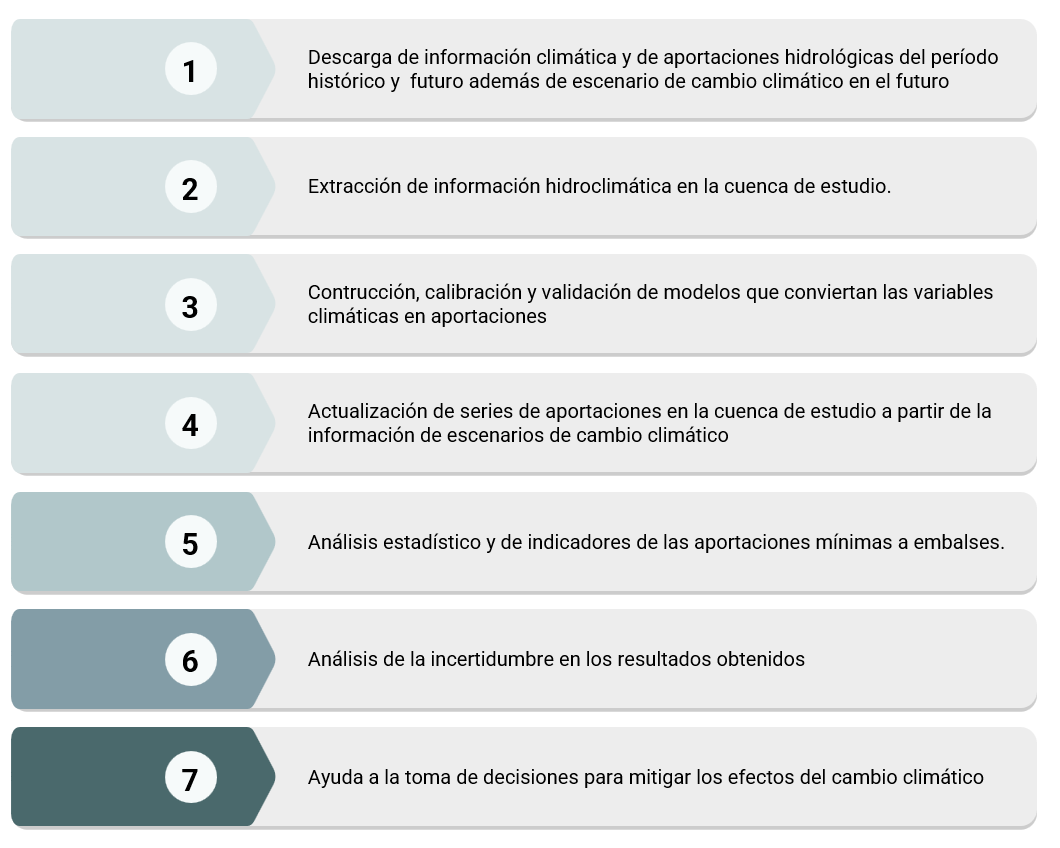 1
Descarga de información climática y de aportaciones hidrológicas del período
histórico y  futuro además de escenario de cambio climático en el futuro
2
Extracción de información hidroclimática en la cuenca de estudio.
3
Contrucción, calibración y validación de modelos que conviertan las variables
climáticas en aportaciones
4
Actualización de series de aportaciones en la cuenca de estudio a partir de la
información de escenarios de cambio climático
5
Análisis estadístico y de indicadores de las aportaciones mínimas a embalses.
6
Análisis de la incertidumbre en los resultados obtenidos
7
Ayuda a la toma de decisiones para mitigar los efectos del cambio climático